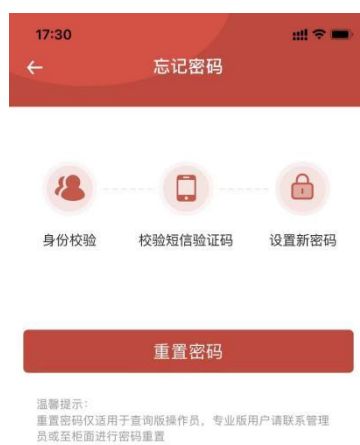 17:30
忘记密码
身份校验 校验短信验证码 设置新密码
重置密码
温馨提示:
重置密码仅适用于查询版操作员，专业版用户请联系管理
员或至柜面进行密码重置